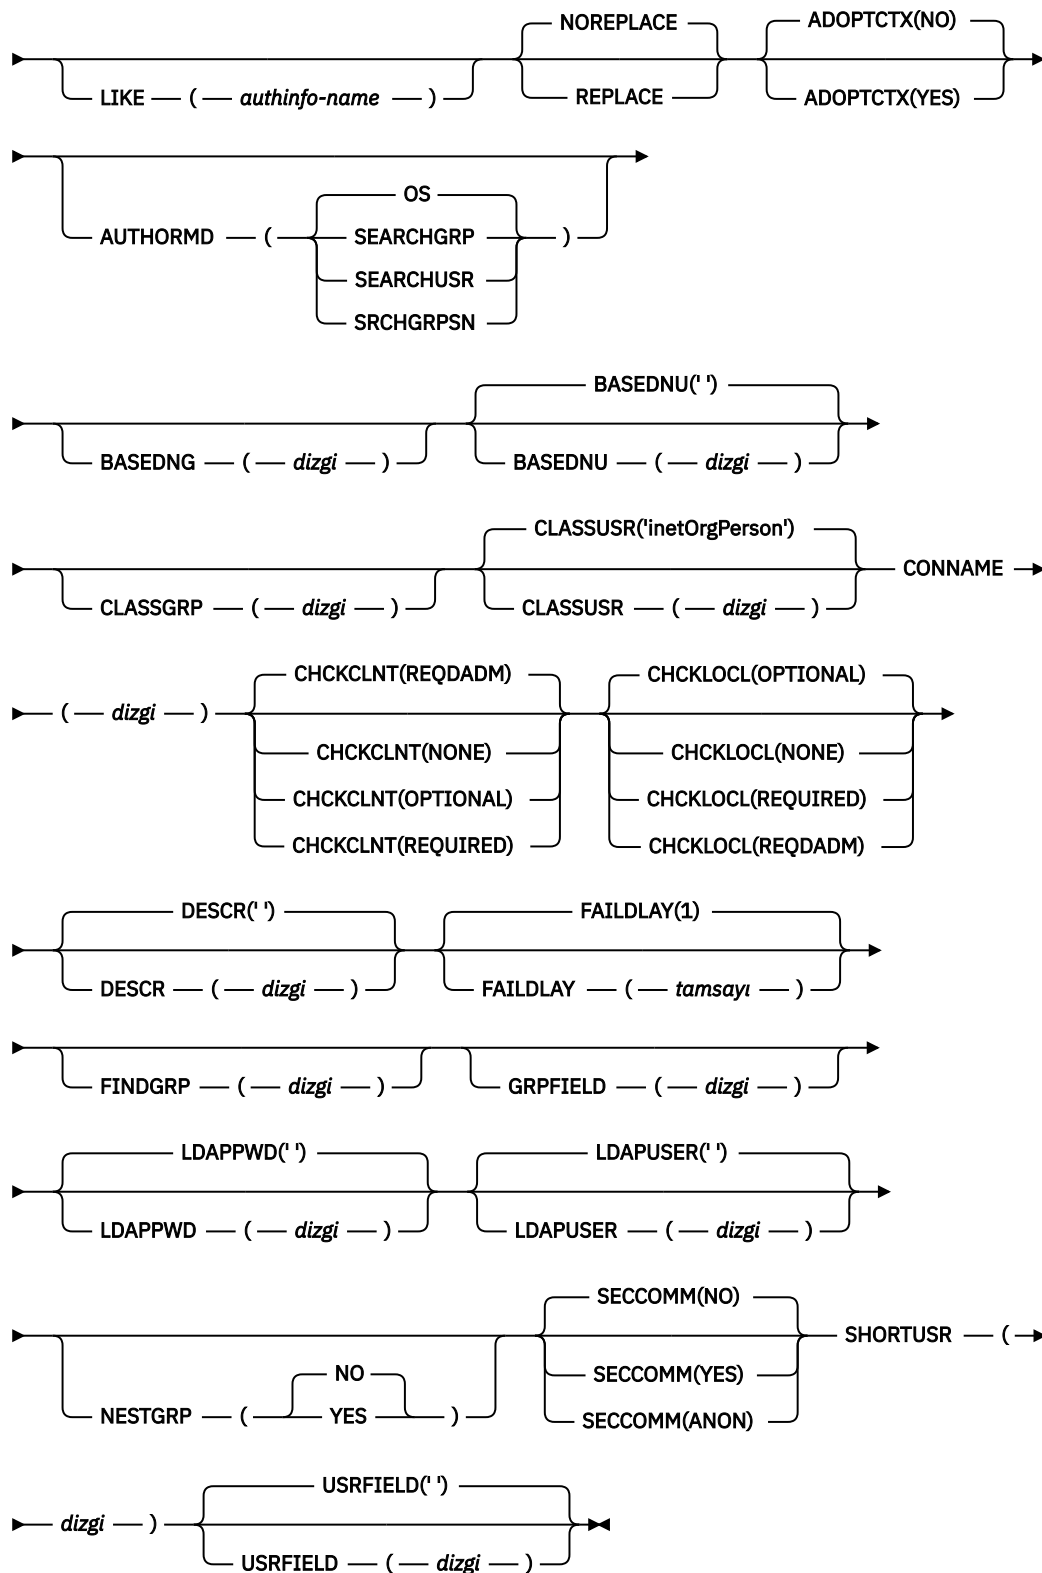 NOREPLACE ADOPTCTX(NO)
LIKE ( authinfo-name ) REPLACE ADOPTCTX(YES)
OS
AUTHORMD ( SEARCHGRP )
SEARCHUSR
SRCHGRPSN
BASEDNU(' ')
BASEDNG ( dizgi ) BASEDNU ( dizgi )
CLASSUSR('inetOrgPerson')
CONNAME
CLASSGRP ( dizgi ) CLASSUSR ( dizgi )
CHCKCLNT(REQDADM) CHCKLOCL(OPTIONAL)
( dizgi )
CHCKCLNT(NONE) CHCKLOCL(NONE)
CHCKCLNT(OPTIONAL) CHCKLOCL(REQUIRED)
CHCKCLNT(REQUIRED) CHCKLOCL(REQDADM)
DESCR(' ') FAILDLAY(1)
DESCR ( dizgi ) FAILDLAY ( tamsayı )
FINDGRP ( dizgi ) GRPFIELD ( dizgi )
LDAPPWD(' ') LDAPUSER(' ')
LDAPPWD ( dizgi ) LDAPUSER ( dizgi )
SECCOMM(NO)
SHORTUSR (
NO SECCOMM(YES)
NESTGRP ( YES ) SECCOMM(ANON)
USRFIELD(' ')
dizgi )
USRFIELD ( dizgi )